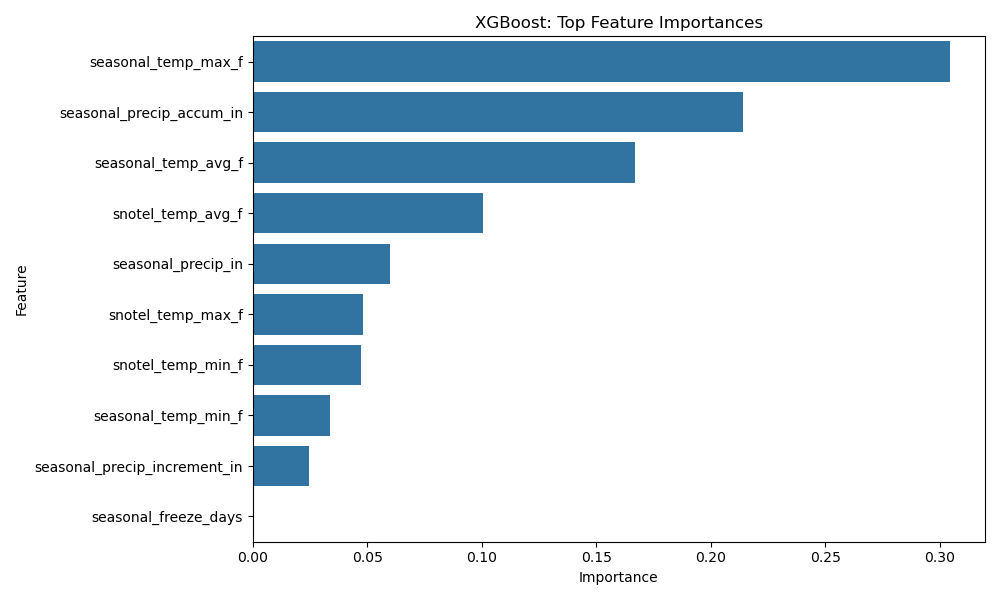 XGBoost: Top Feature Importances
Feature
seasonal_temp_max_f
seasonal_precip_accum_in
seasonal_temp_avg_f
snotel_temp_avg_f
seasonal_precip_in
snotel_temp_max_f
snotel_temp_min_f
seasonal_temp_min_f
seasonal_precip_increment_in
seasonal_freeze_days
0.00 0.05 0.10 0.15 0.20 0.25 0.30
Importance